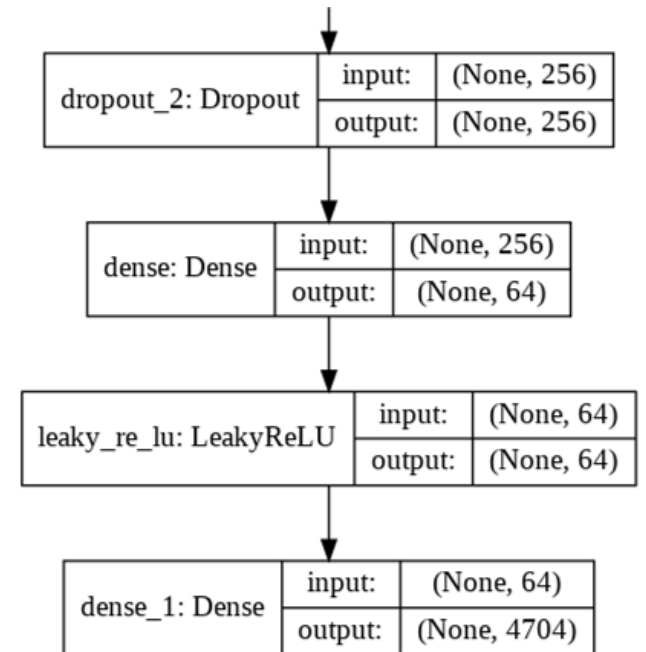 dropout_2: Dropout
input: (None, 256)
output: (None, 256)
dense: Dense
input: (None, 256)
output: (None, 64)
leaky_re_lu: LeakyReLU
input: (None, 64)
output: (None, 64)
dense_1: Dense
input: (None, 64)
output: (None, 4704)